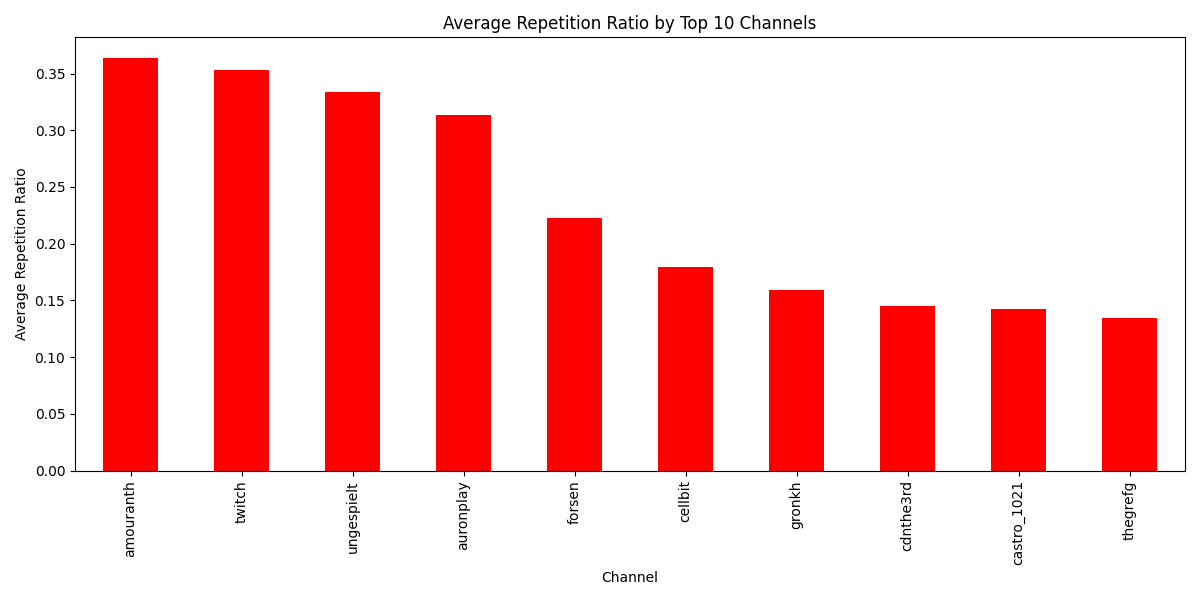 Average Repetition Ratio by Top 10 Channels
Average Repetition Ratio
0.35
0.30
0.25
0.20
0.15
0.10
0.05
0.00
amouranth
twitch
ungespielt
auronplay
forsen
cellbit
gronkh
cdnthe3rd
castro_1021
thegrefg
Channel